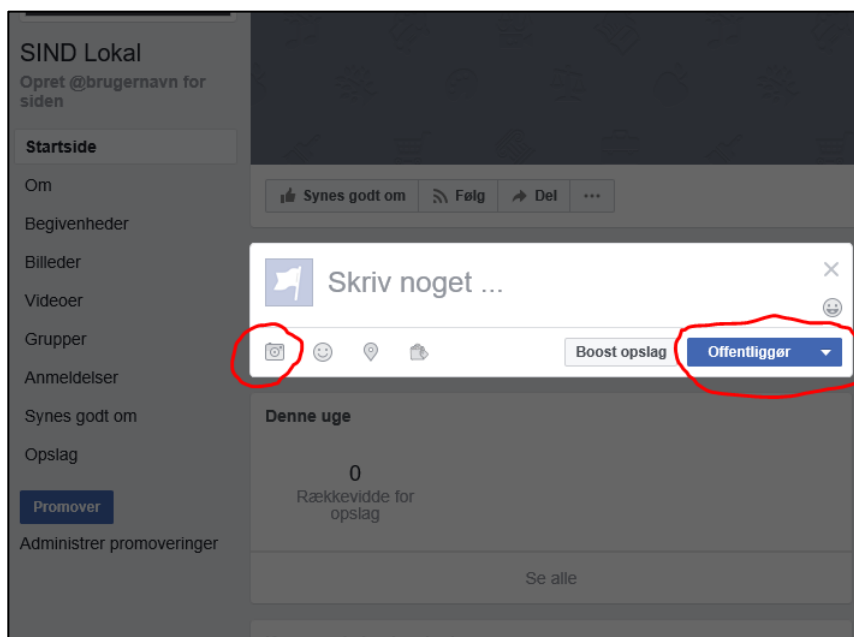 SIND Lokal
Opret @brugernavn for
siden
Startside
Om
Begivenheder
Billeder
Videoer
Grupper
Anmeldelser
Synes godt om
Opslag
Promover
Administrer promoveringer
Synes godt om Følg Del ...
Skriv noget ...
Boost opslag Offentliggør
Denne uge
0
Rækkevidde for
opslag
Se alle